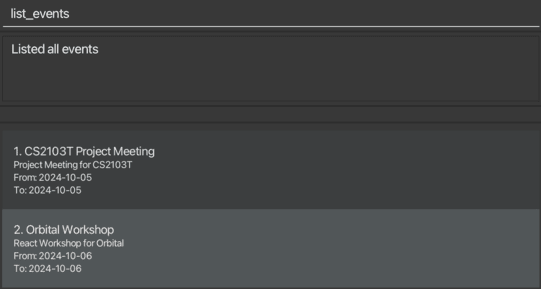 list_events
Listed all events
1. CS2103T Project Meeting
Project Meeting for CS2103T
From: 2024-10-05
To: 2024-10-05
2. Orbital Workshop
React Workshop for Orbital
From: 2024-10-06
To: 2024-10-06